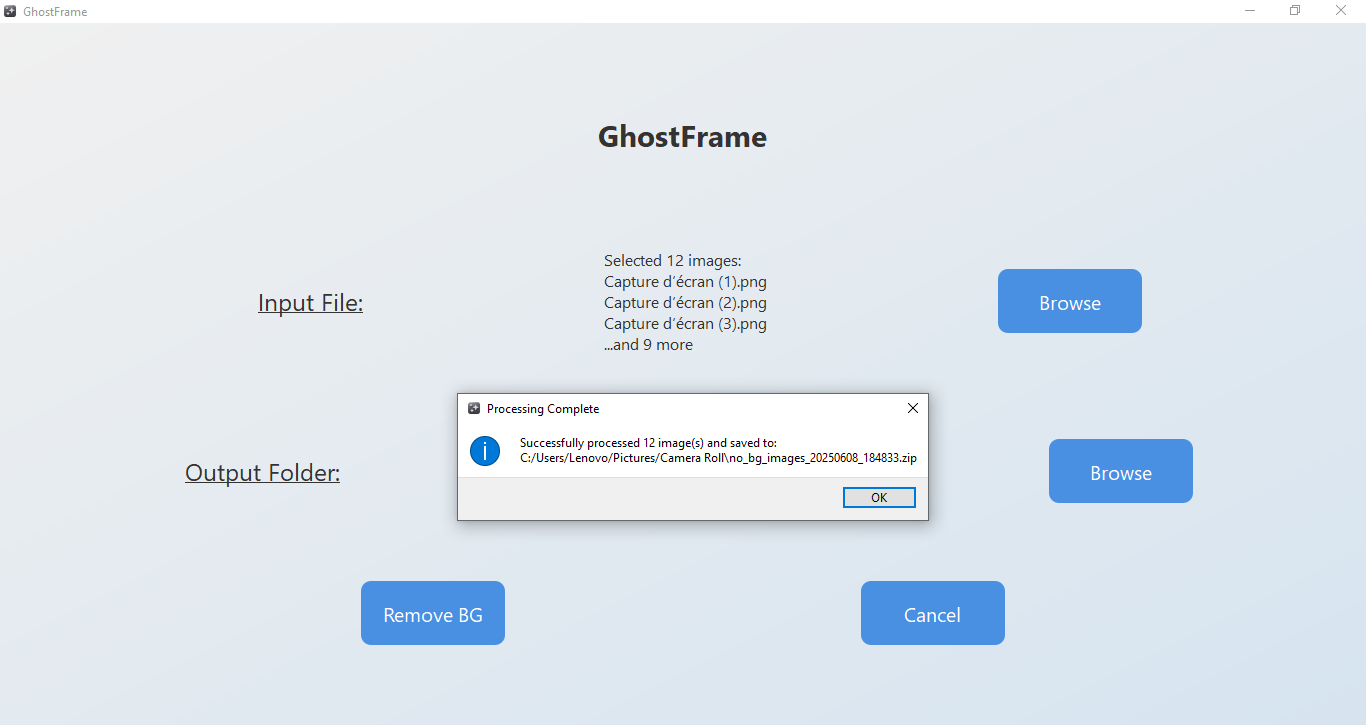 GhostFrame
GhostFrame
Selected 12 images:
Capture d’écran (1).png
Capture d’écran (2).png
Capture d’écran (3).png
...and 9 more
Input File:
Browse
Processing Complete
Successfully processed 12 image(s) and saved to:
C:/Users/Lenovo/Pictures/Camera Roll\no_bg_images_20250608_184833.zip
OK
Output Folder:
Browse
Remove BG
Cancel